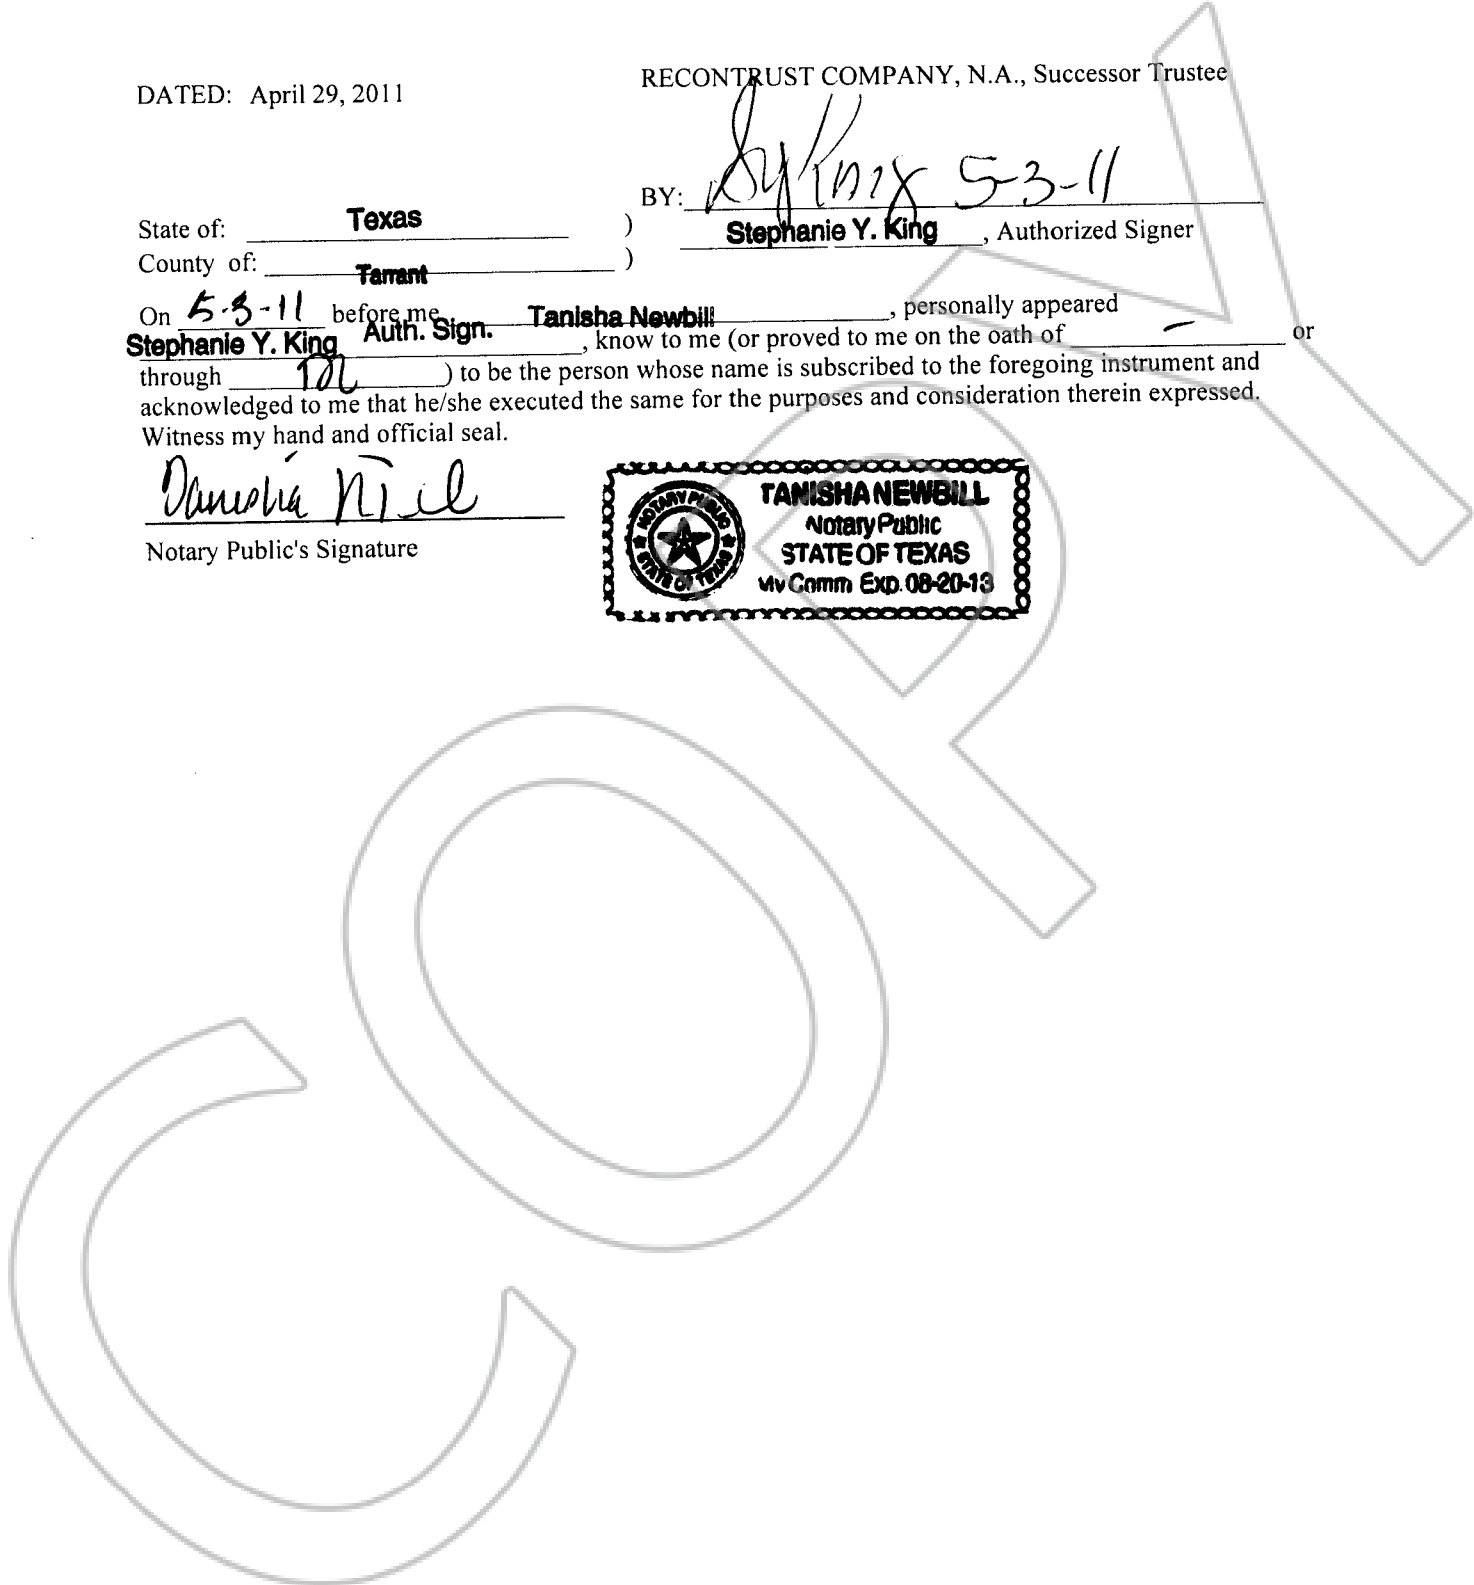 DATED: April 29, 2011
RECONTRUST COMPANY, N.A., Successor Trustee
BY: SyKing 5-3-11
State of: Texas )
Stephanie Y. King, Authorized Signer
County of: Tarrant )
On 5-3-11 before me Tanisha Newbill, personally appeared
Stephanie Y. King Auth. Sign., know to me (or proved to me on the oath of – or
through ) to be the person whose name is subscribed to the foregoing instrument and
acknowledged to me that he/she executed the same for the purposes and consideration therein expressed.
Witness my hand and official seal.
Notary Public's Signature
NOTARY PUBLIC
STATE OF TEXAS
TANISHA NEWBILL
Notary Public
STATE OF TEXAS
My Comm Exp. 08-20-13
COPY